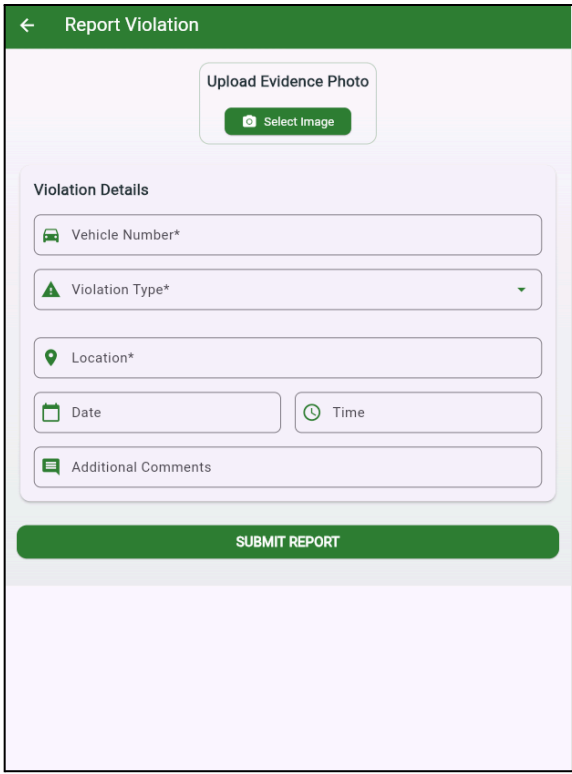 Report Violation
Upload Evidence Photo
Select Image
Violation Details
Vehicle Number*
Violation Type*
Location*
Date
Time
Additional Comments
SUBMIT REPORT